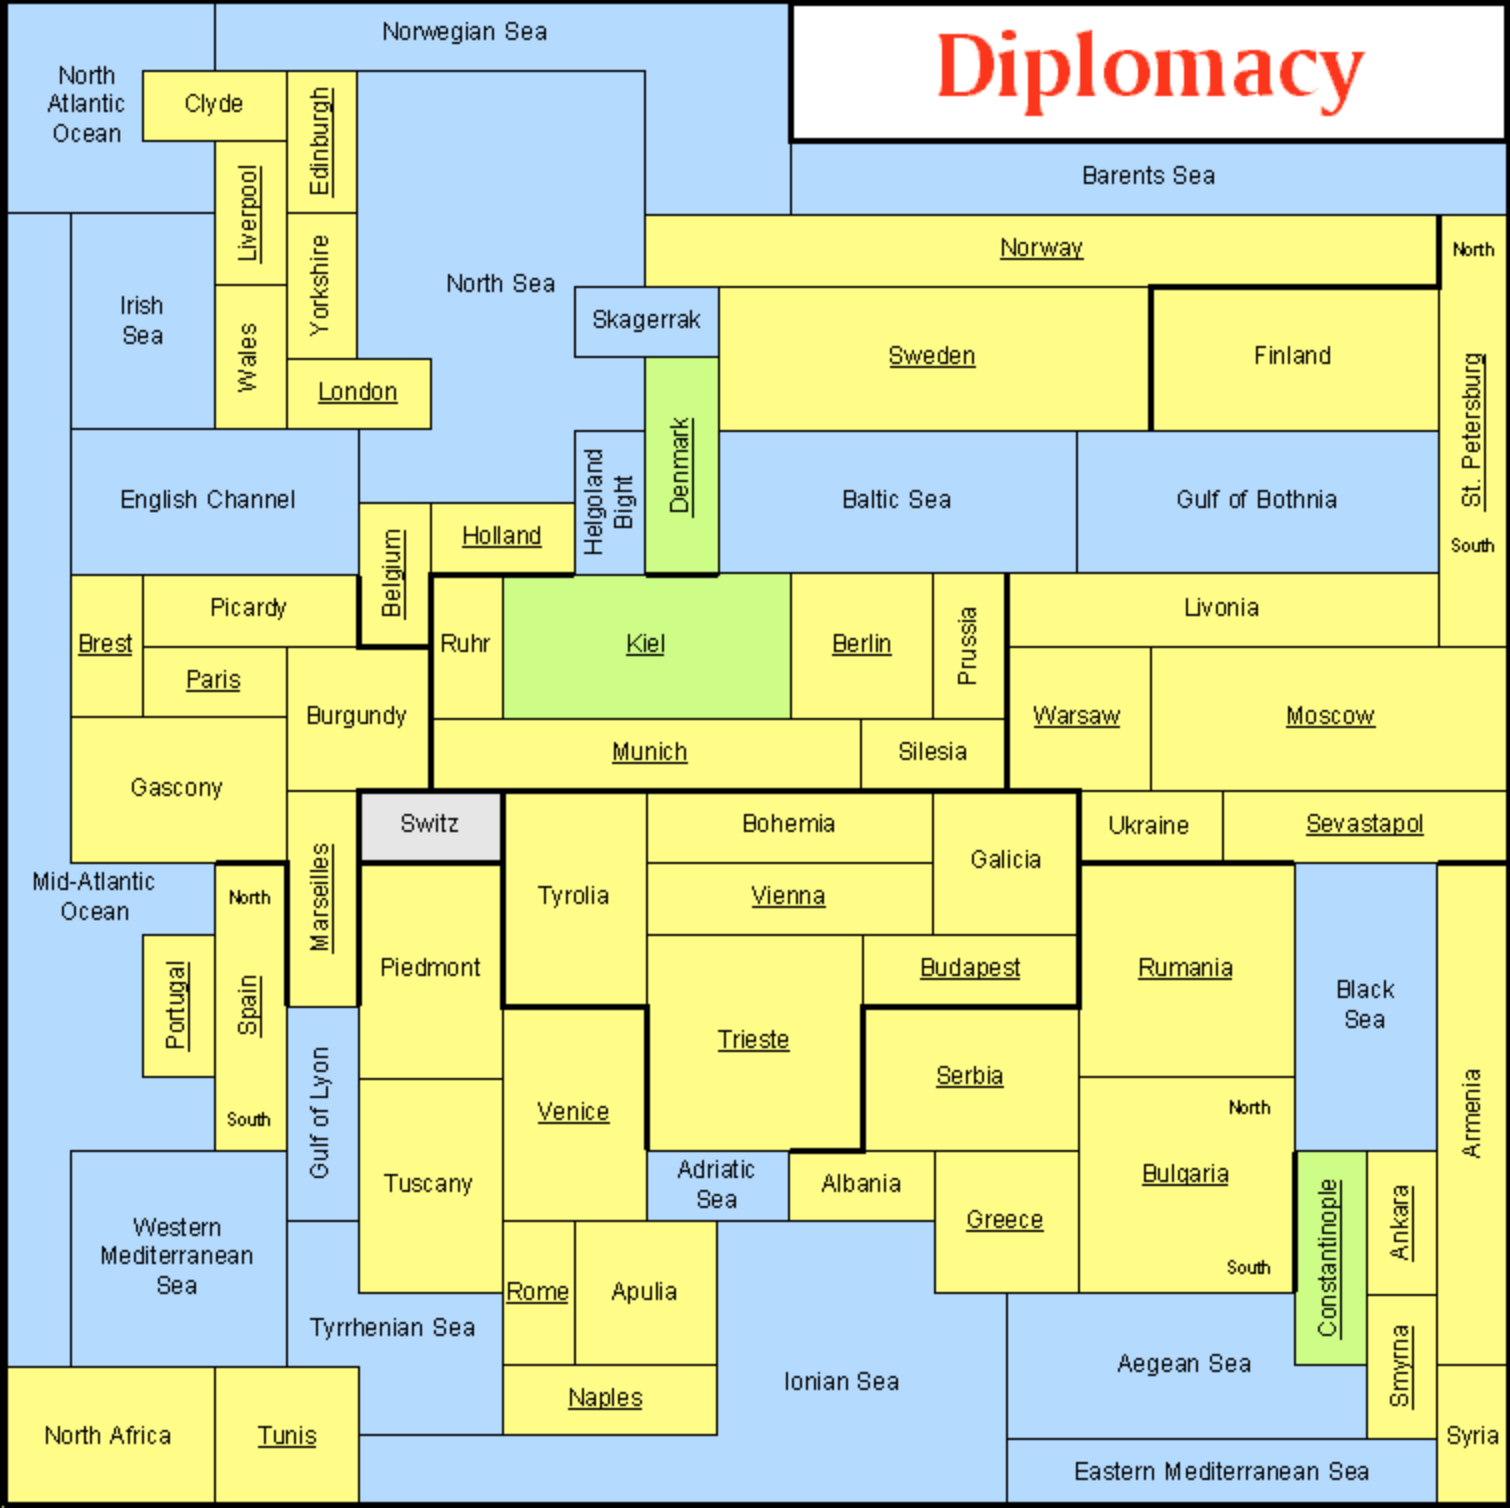 Norwegian Sea
Diplomacy
North
Atlantic
Ocean
Clyde
Edinburgh
Liverpool
Barents Sea
Norway
North
Yorkshire
North Sea
Irish
Sea
Skagerrak
Wales
Sweden
Finland
London
St. Petersburg
Denmark
English Channel
Helgoland
Bight
Baltic Sea
Gulf of Bothnia
Holland
South
Belgium
Picardy
Livonia
Brest
Ruhr
Kiel
Berlin
Prussia
Paris
Burgundy
Warsaw
Moscow
Munich
Silesia
Gascony
Switz
Bohemia
Ukraine
Sevastapol
Galicia
Mid-Atlantic
Ocean
North
Marseilles
Tyrolia
Vienna
Piedmont
Budapest
Rumania
Portugal
Spain
Black
Sea
Trieste
Serbia
South
Gulf of Lyon
Venice
North
Armenia
Tuscany
Adriatic
Sea
Albania
Bulgaria
Western
Mediterranean
Sea
Greece
Constantinople
Ankara
South
Rome
Apulia
Tyrrhenian Sea
Aegean Sea
Smyrna
Ionian Sea
Naples
North Africa
Tunis
Syria
Eastern Mediterranean Sea